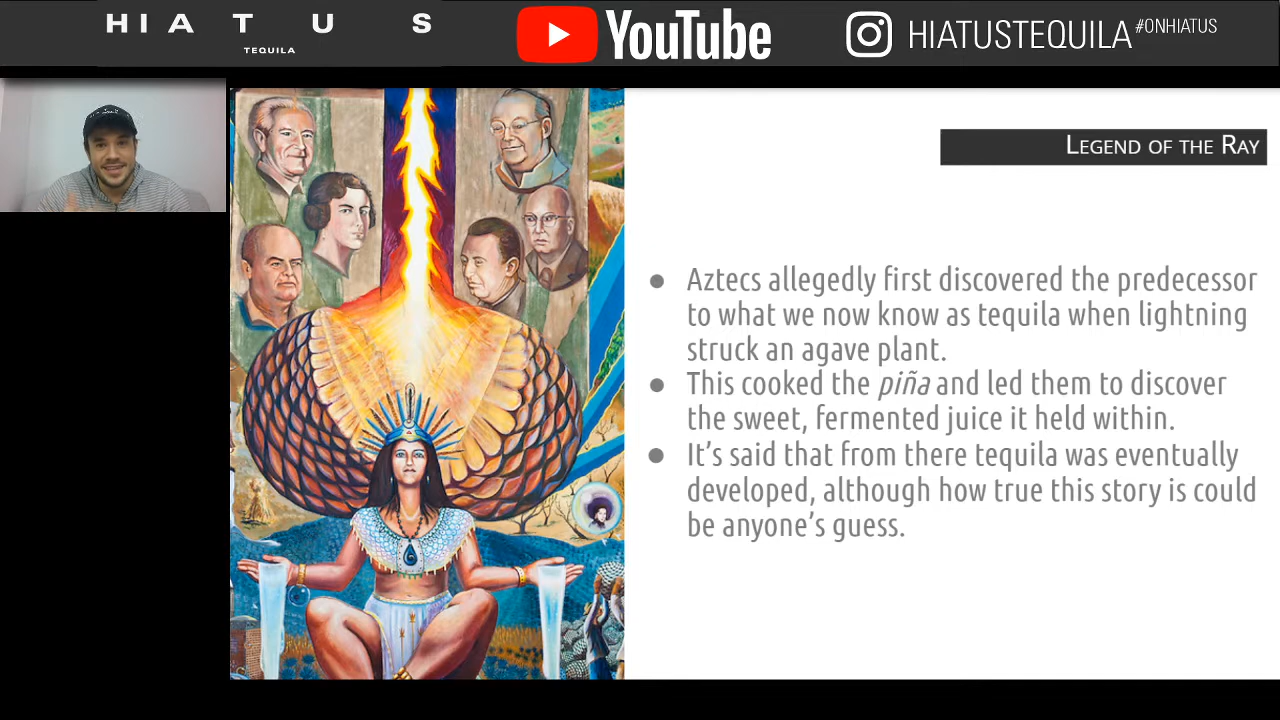 HIATUS
TEQUILA
YouTube
HIATUSTEQUILA #ONHIATUS
LEGEND OF THE RAY
● Aztecs allegedly first discovered the predecessor
to what we now know as tequila when lightning
struck an agave plant.
● This cooked the piña and led them to discover
the sweet, fermented juice it held within.
● It’s said that from there tequila was eventually
developed, although how true this story is could
be anyone’s guess.